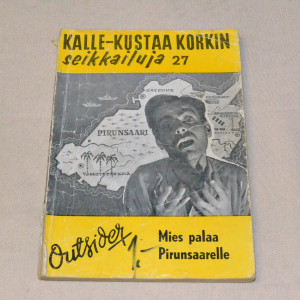 KALLE-KUSTAA KORKIN
seikkailuja 27
PIRUNSAARI
Outsider
1:-
Mies palaa
Pirunsaarelle